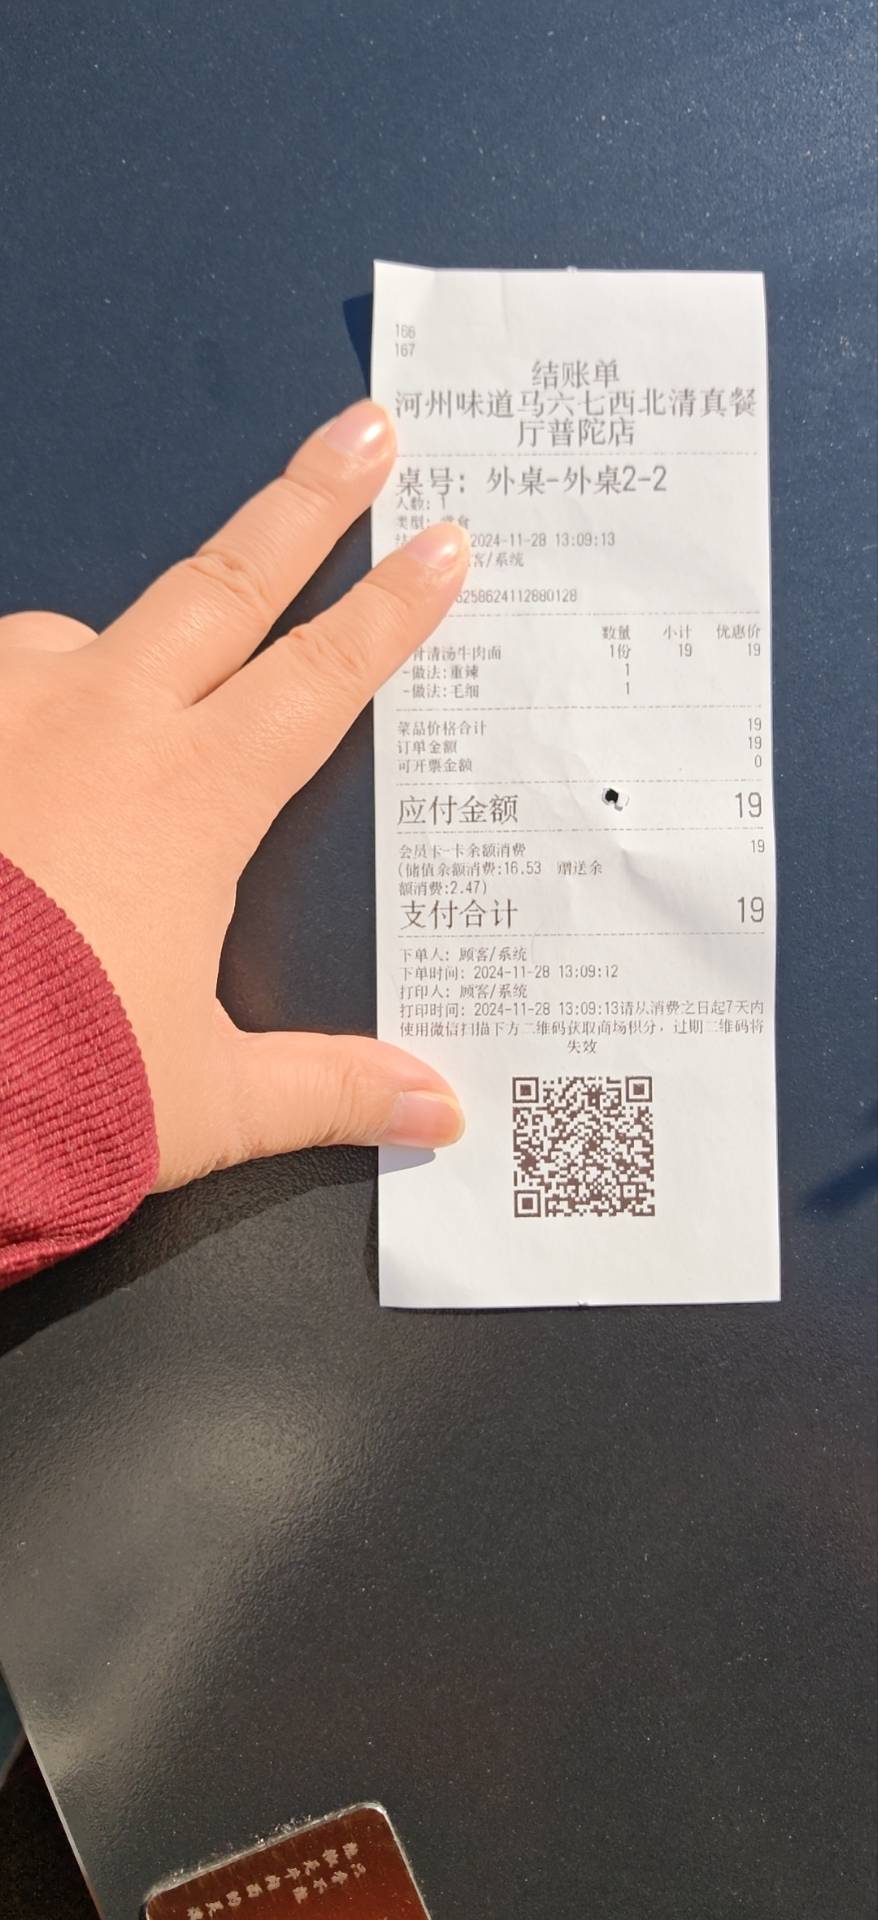 166
167
结账单
河州味道马六七西北清真餐
厅普陀店
桌号: 外桌-外桌2-2
人数: 1
类型: 食
结 2024-11-28 13:09:13
客/系统
6258624112880128
数量 小计 优惠价
清汤牛肉面 1份 19 19
-做法:重辣 1
-做法:毛细 1
菜品价格合计 19
订单金额 19
可开票金额 0
应付金额 19
会员卡-卡余额消费 19
(储值余额消费:16.53 赠送余
额消费:2.47)
支付合计 19
下单人: 顾客/系统
下单时间: 2024-11-28 13:09:12
打印人: 顾客/系统
打印时间: 2024-11-28 13:09:13请从消费之日起7天内
使用微信扫描下方二维码获取商场积分，过期二维码将
失效